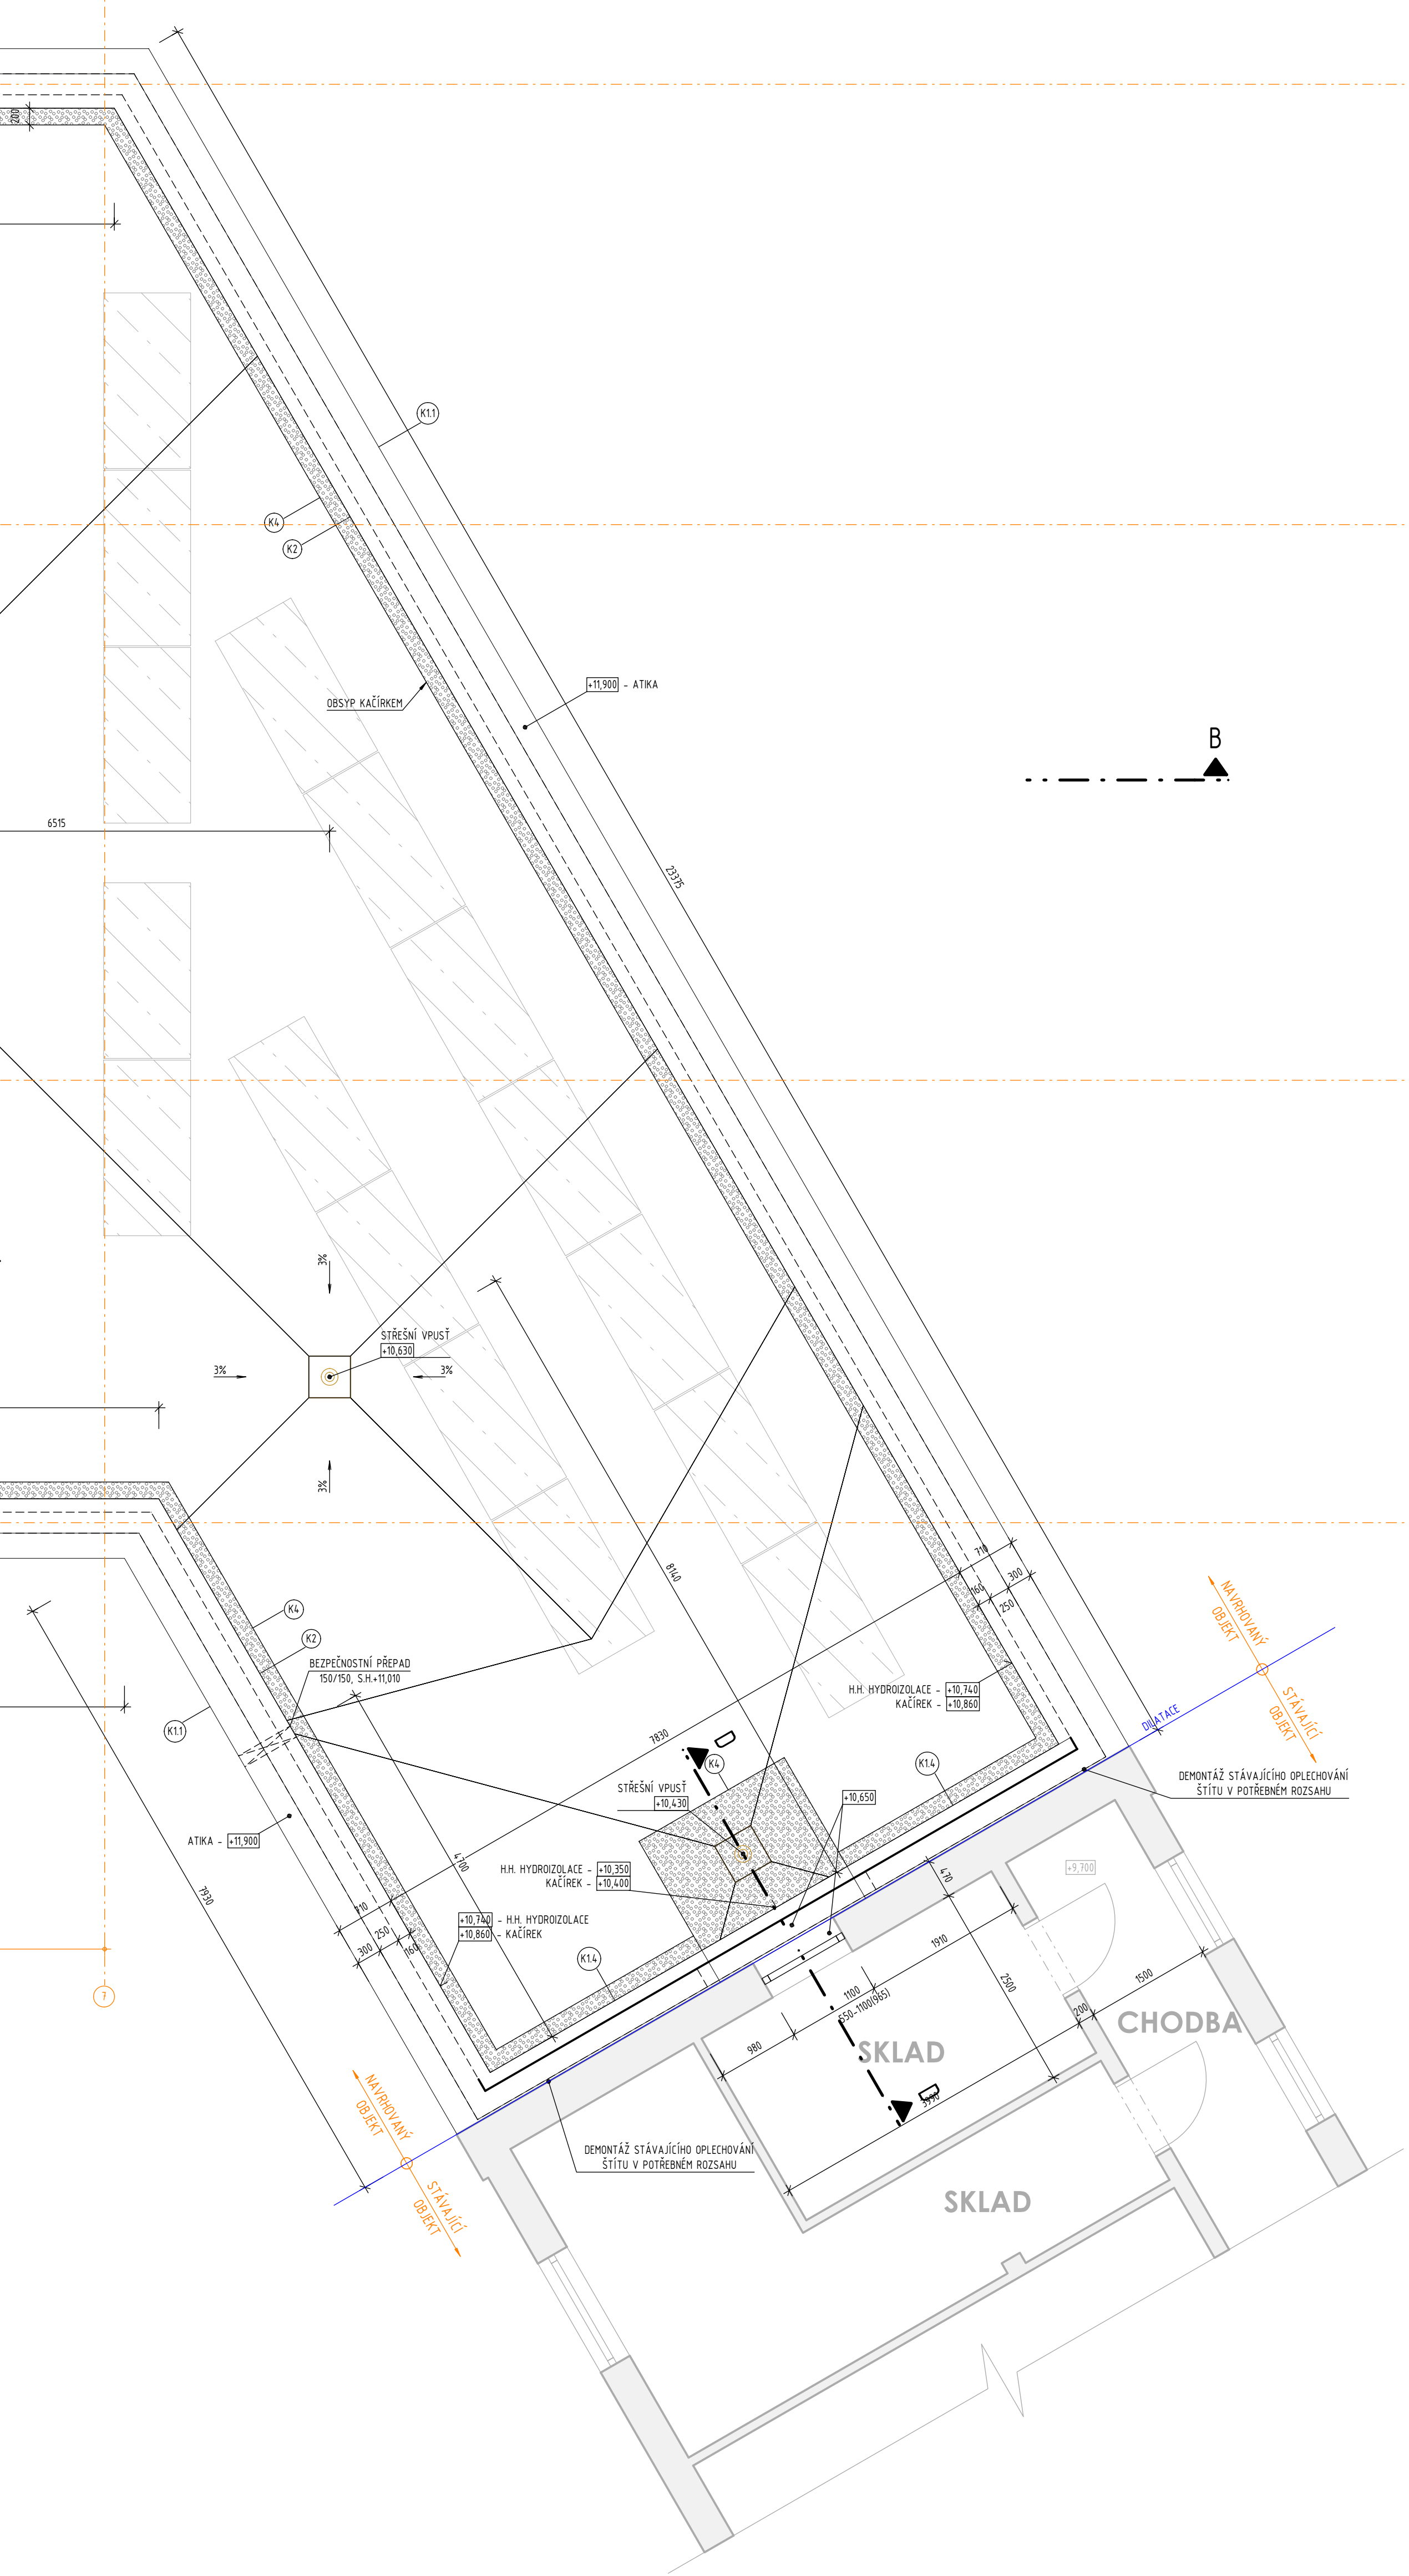 200
K1.1
K4
K2
+11,900 - ATIKA
OBSYP KAČÍRKEM
B
6515
23375
3%
STŘEŠNÍ VPUSŤ
+10,630
3%
3%
3%
8140
710
160
300
250
K4
K2
BEZPEČNOSTNÍ PŘEPAD
150/150, S.H.+11,010
K1.1
NAVRHOVANÝ
OBJEKT
STÁVAJÍCÍ
OBJEKT
DILATACE
H.H. HYDROIZOLACE - +10,740
KAČÍREK - +10,860
7830
D
K4
K1.4
STŘEŠNÍ VPUSŤ
+10,430
+10,650
DEMONTÁŽ STÁVAJÍCÍHO OPLECHOVÁNÍ
ŠTÍTU V POTŘEBNÉM ROZSAHU
ATIKA - +11,900
4700
H.H. HYDROIZOLACE - +10,350
KAČÍREK - +10,400
+9,700
470
7930
710
300
250
160
+10,740 - H.H. HYDROIZOLACE
+10,860 - KAČÍREK
K1.4
1910
1100
550-1100(965)
980
2500
1500
200
7
SKLAD
CHODBA
D
3990
NAVRHOVANÝ
OBJEKT
STÁVAJÍCÍ
OBJEKT
DEMONTÁŽ STÁVAJÍCÍHO OPLECHOVÁNÍ
ŠTÍTU V POTŘEBNÉM ROZSAHU
SKLAD